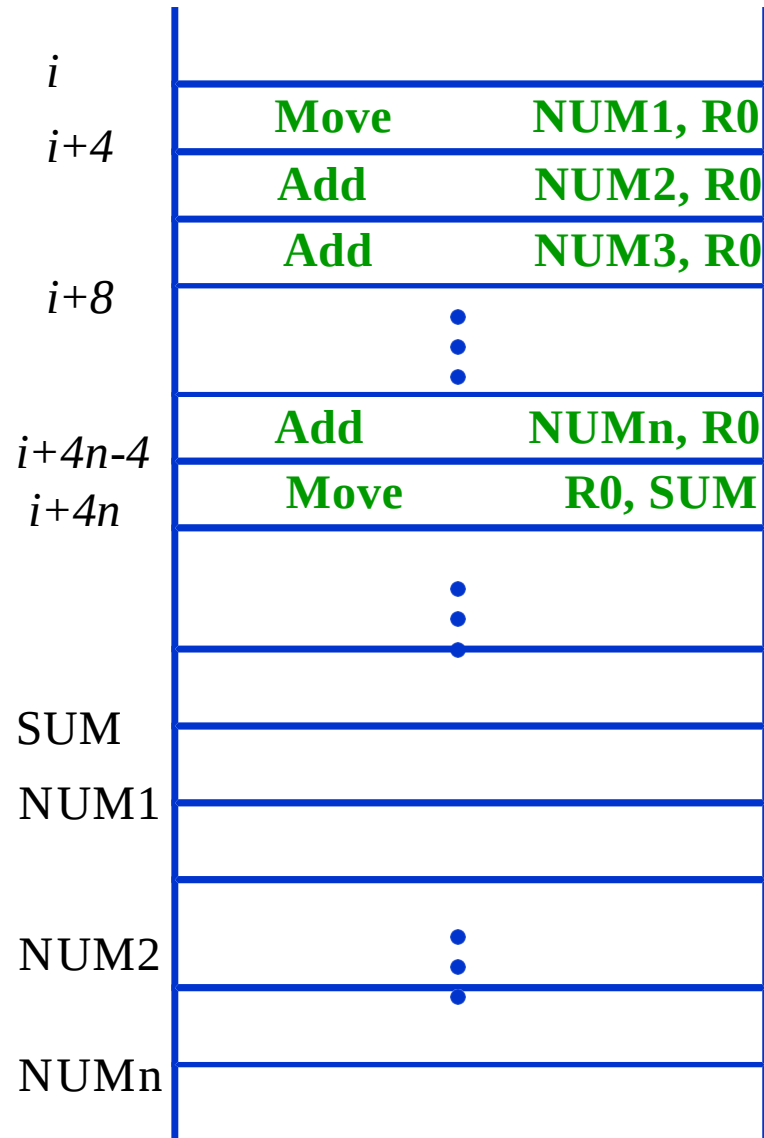 i
Move NUM1, R0
i+4
Add NUM2, R0
Add NUM3, R0
i+8
Add NUMn, R0
i+4n-4
Move R0, SUM
i+4n
SUM
NUM1
NUM2
NUMn